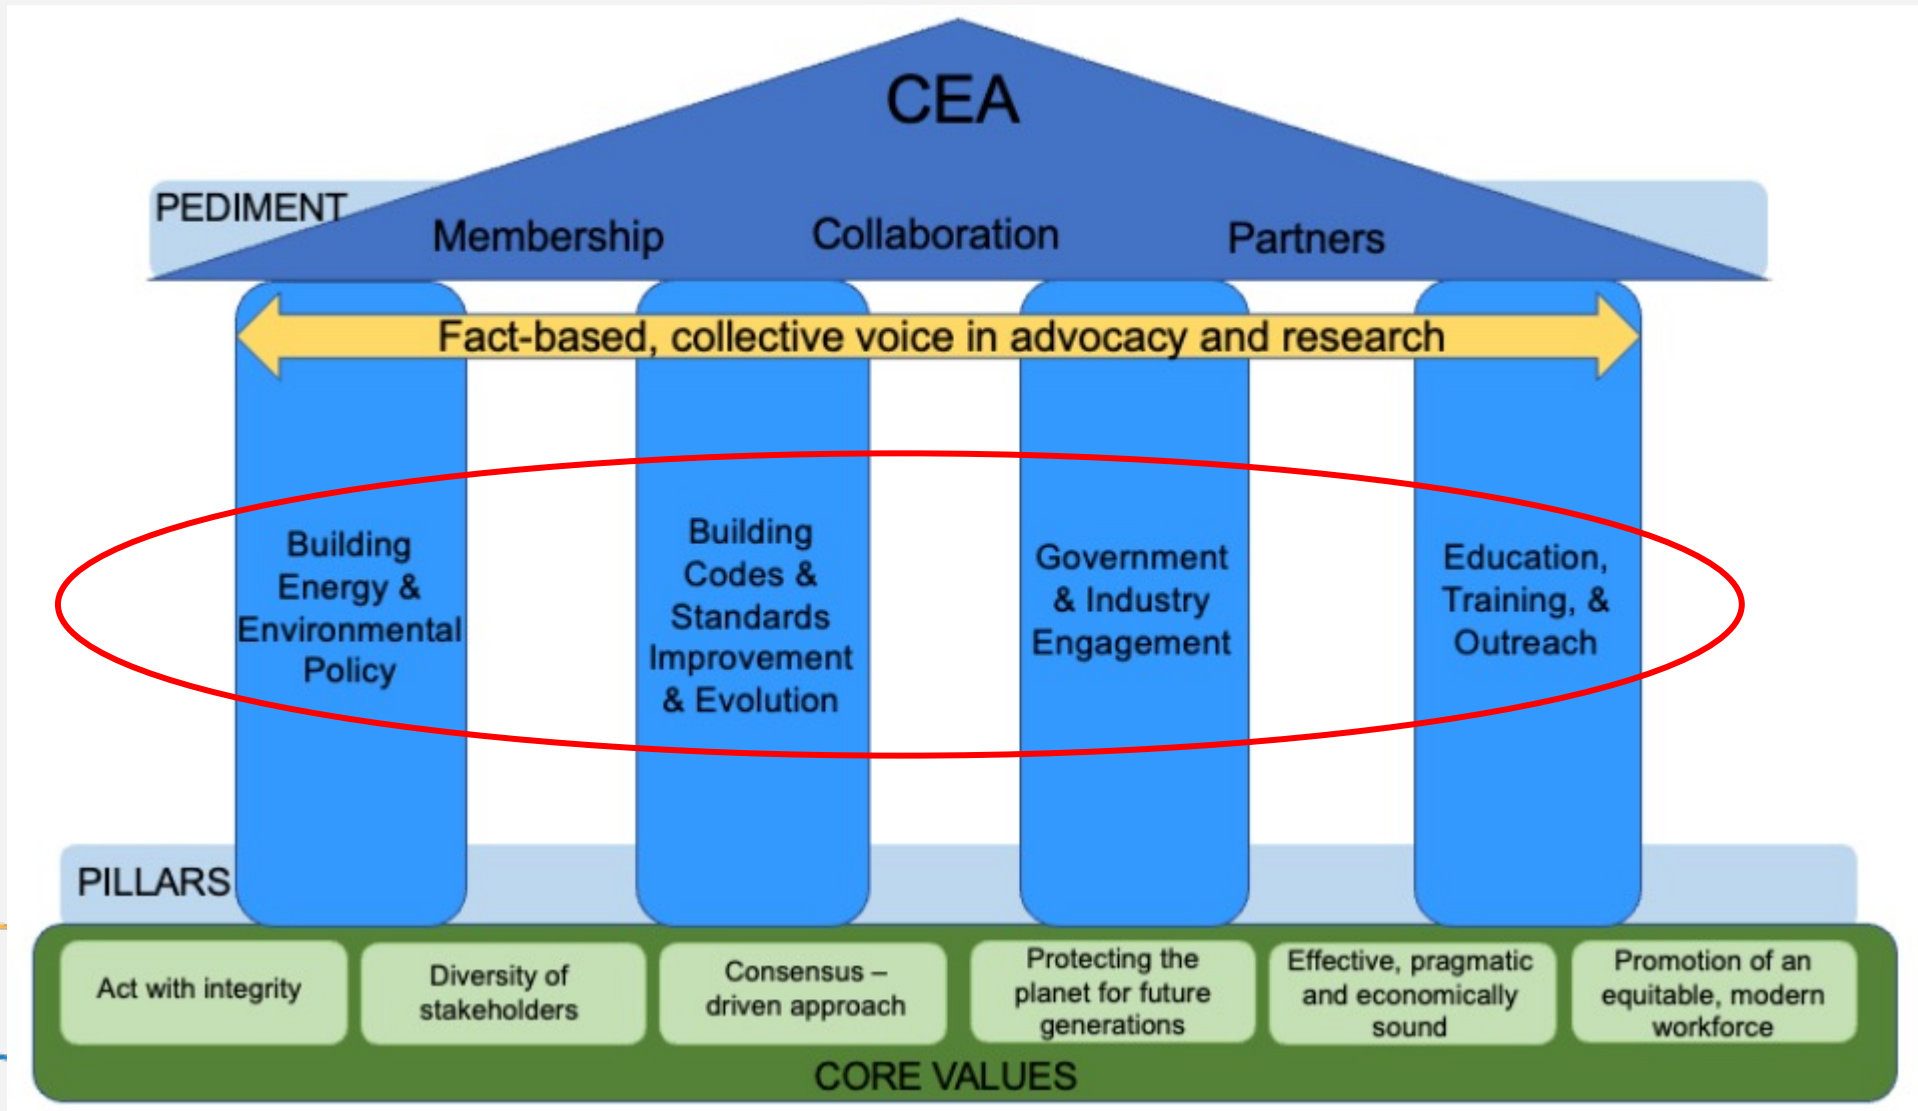 CEA
PEDIMENT
Membership Collaboration Partners
Fact-based, collective voice in advocacy and research
Building
Energy &
Environmental
Policy
Building
Codes &
Standards
Improvement
& Evolution
Government
& Industry
Engagement
Education,
Training, &
Outreach
PILLARS
Act with integrity
Diversity of
stakeholders
Consensus –
driven approach
Protecting the
planet for future
generations
Effective, pragmatic
and economically
sound
Promotion of an
equitable, modern
workforce
CORE VALUES